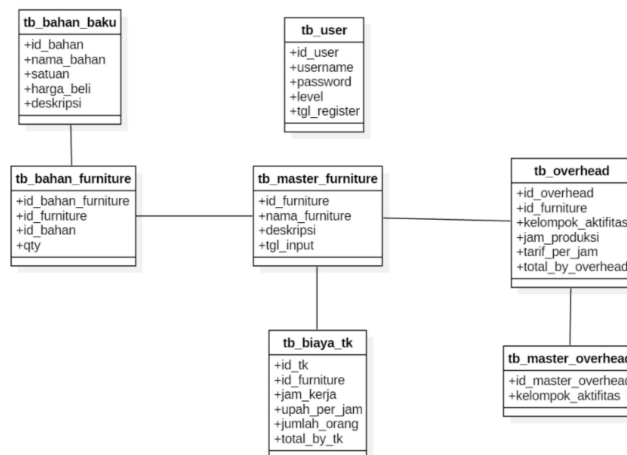 tb_bahan_baku
+id_bahan
+nama_bahan
+satuan
+harga_beli
+deskripsi
tb_user
+id_user
+username
+password
+level
+tgl_register
tb_bahan_furniture
+id_bahan_furniture
+id_furniture
+id_bahan
+qty
tb_master_furniture
+id_furniture
+nama_furniture
+deskripsi
+tgl_input
tb_overhead
+id_overhead
+id_furniture
+kelompok_aktifitas
+jam_produksi
+tarif_per_jam
+total_by_overhead
tb_biaya_tk
+id_tk
+id_furniture
+jam_kerja
+upah_per_jam
+jumlah_orang
+total_by_tk
tb_master_overhead
+id_master_overhead
+kelompok_aktifitas